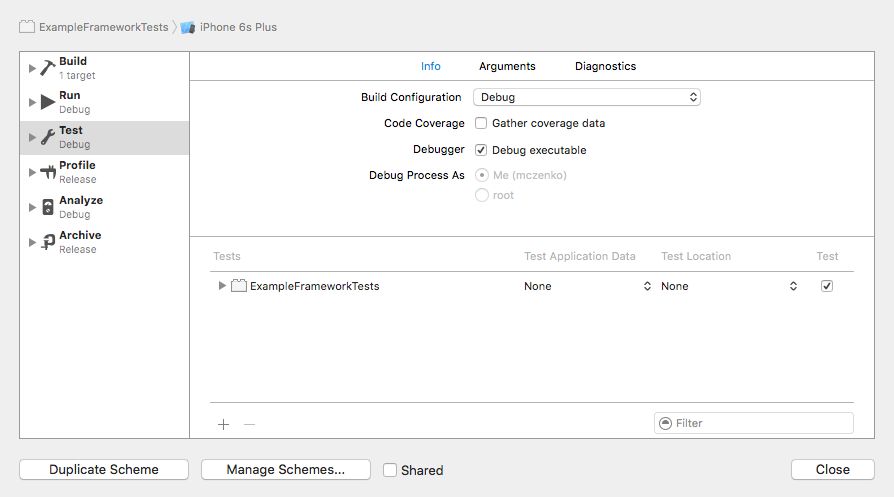 ExampleFrameworkTests iPhone 6s Plus
Build
1 target
Run
Debug
Test
Debug
Profile
Release
Analyze
Debug
Archive
Release
Info Arguments Diagnostics
Build Configuration Debug
Code Coverage Gather coverage data
Debugger Debug executable
Debug Process As Me (mczenko)
root
Tests Test Application Data Test Location Test
ExampleFrameworkTests None None
Filter
Duplicate Scheme Manage Schemes... Shared Close